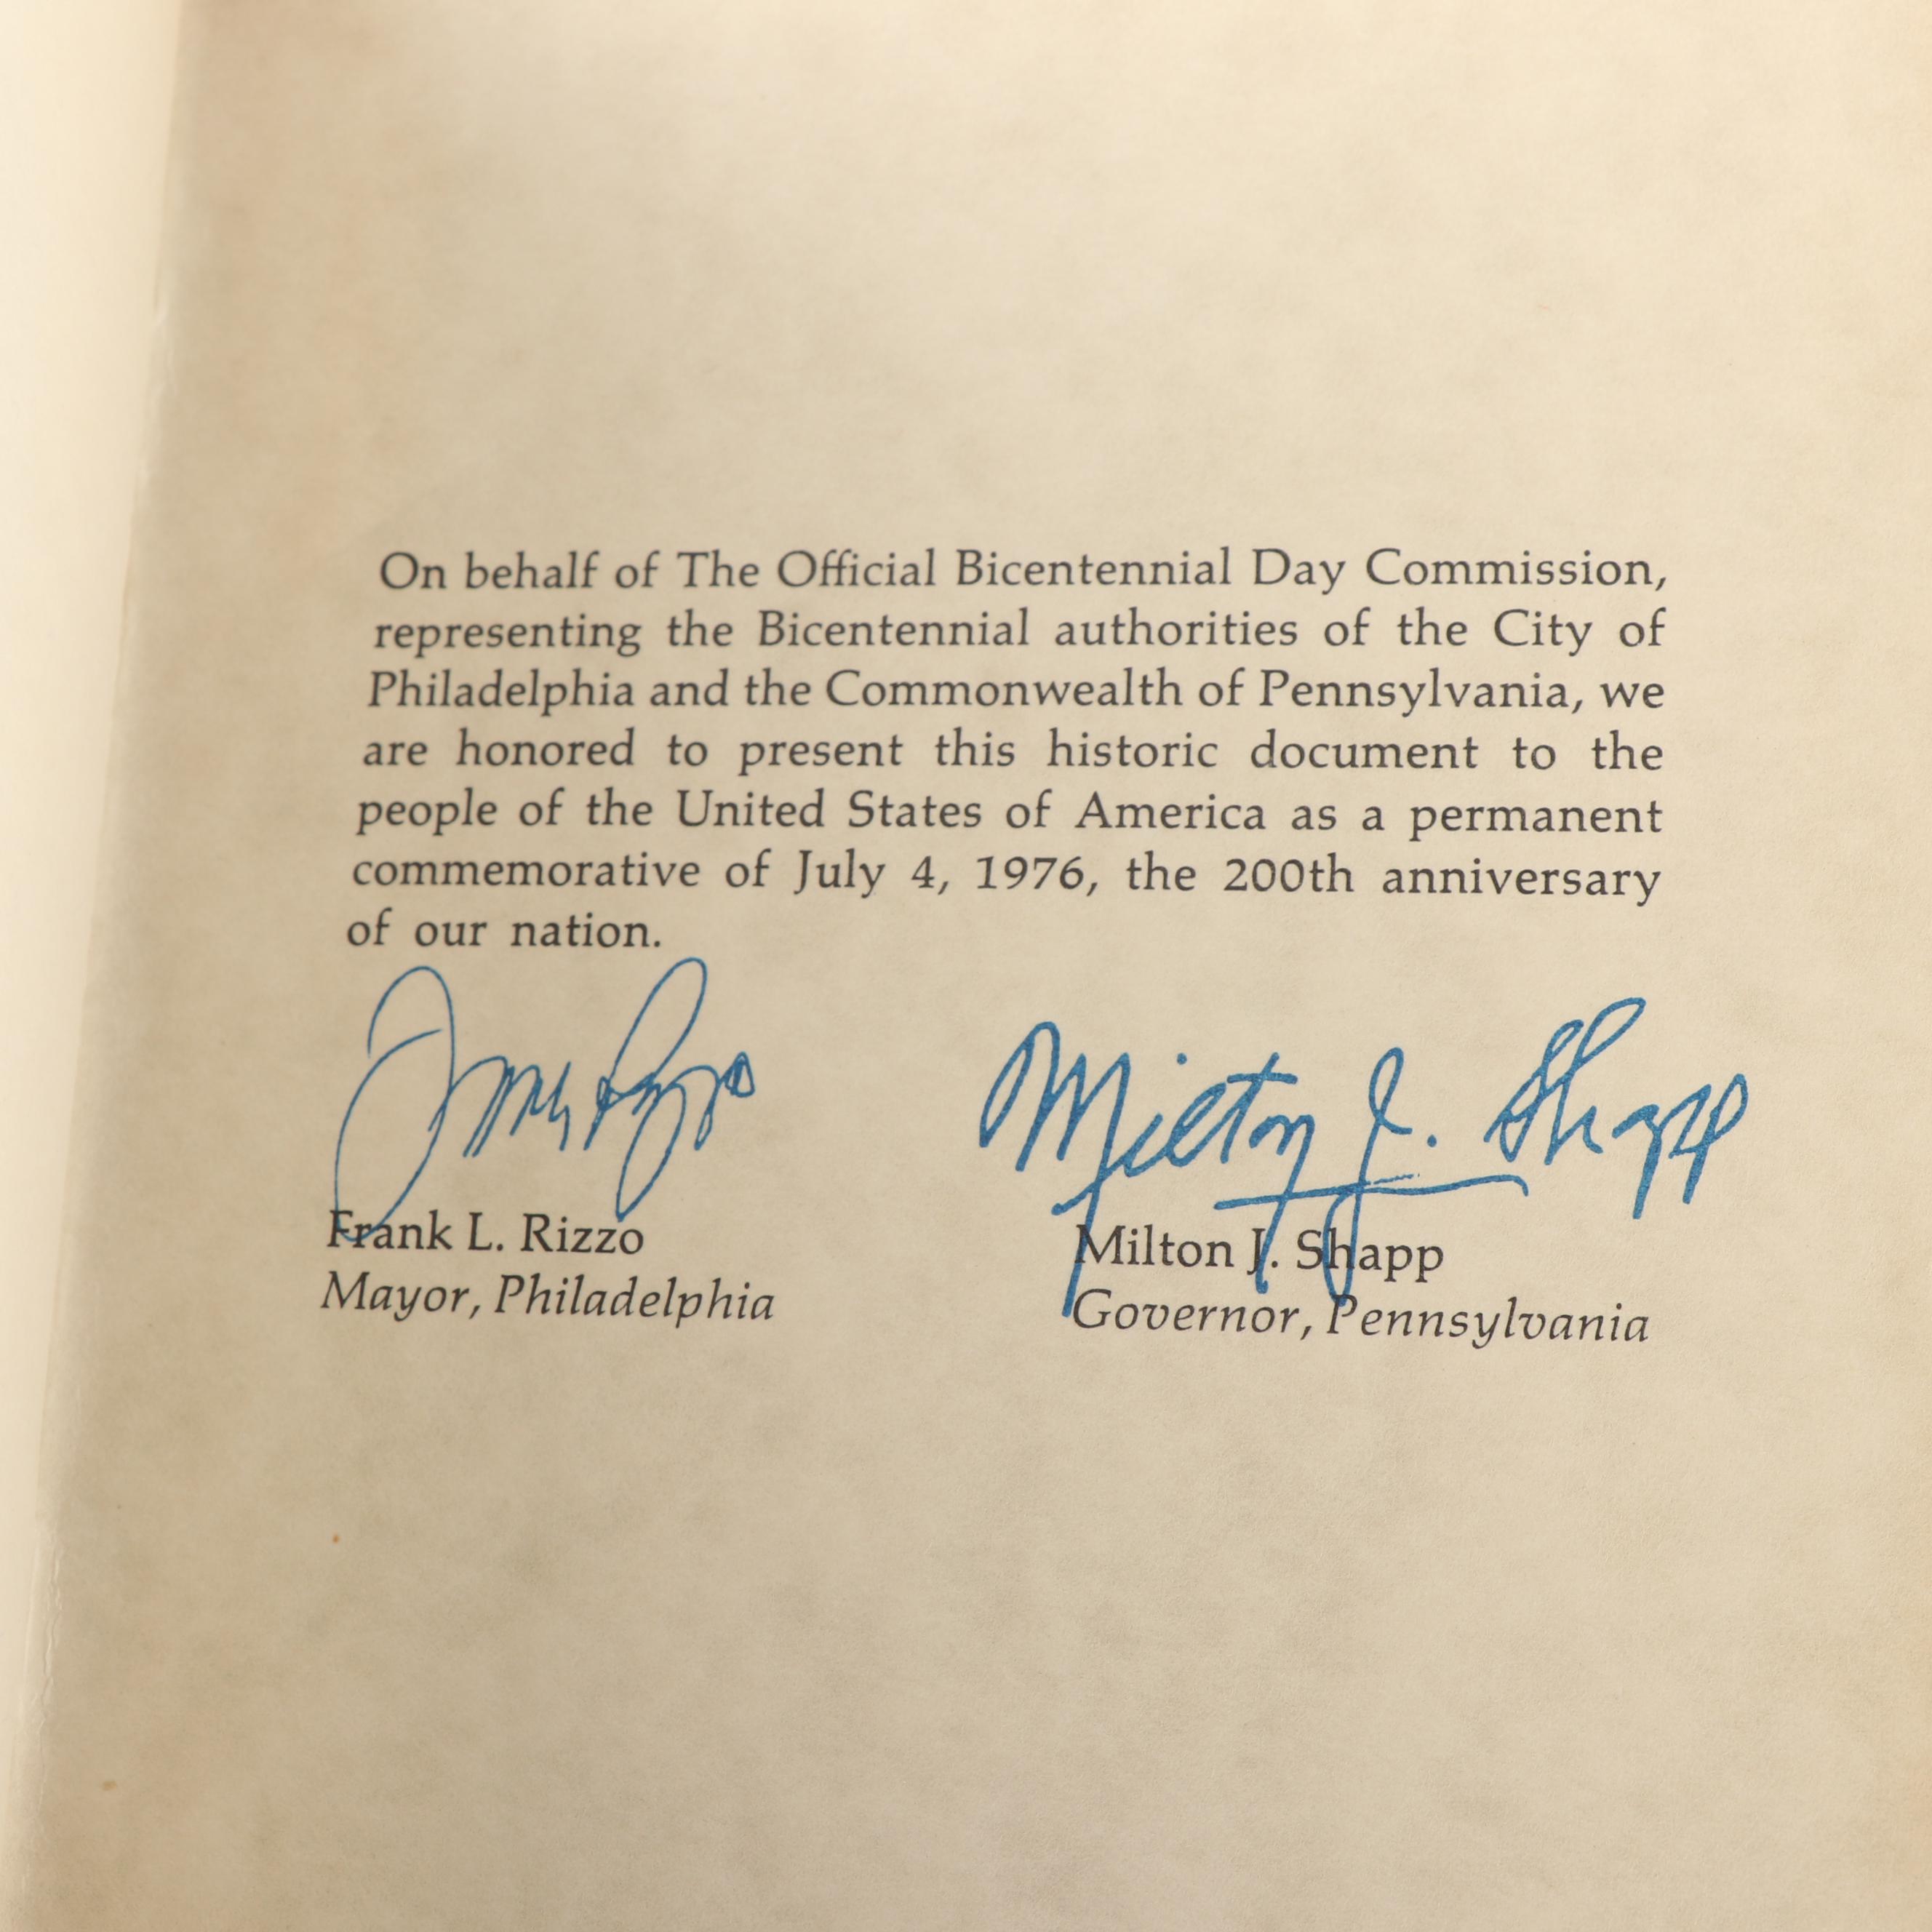 On behalf of The Official Bicentennial Day Commission,
representing the Bicentennial authorities of the City of
Philadelphia and the Commonwealth of Pennsylvania, we
are honored to present this historic document to the
people of the United States of America as a permanent
commemorative of July 4, 1976, the 200th anniversary
of our nation.
Frank Rizzo Milton J. Shapp
Frank L. Rizzo Milton J. Shapp
Mayor, Philadelphia Governor, Pennsylvania